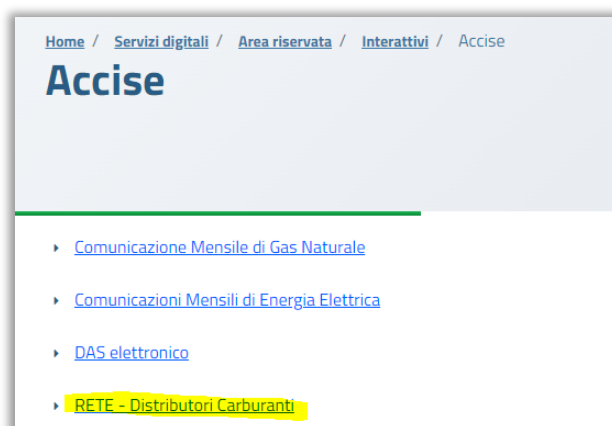 Home / Servizi digitali / Area riservata / Interattivi / Accise
Accise
Comunicazione Mensile di Gas Naturale
Comunicazioni Mensili di Energia Elettrica
DAS elettronico
RETE - Distributori Carburanti